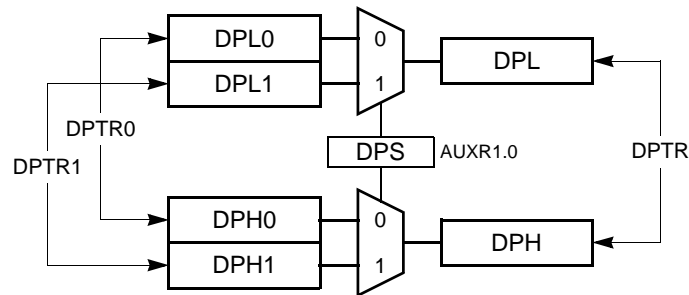 DPL0
0
DPL
DPL1
1
DPTR0
DPS
AUXR1.0
DPTR
DPTR1
DPH0
0
DPH
DPH1
1